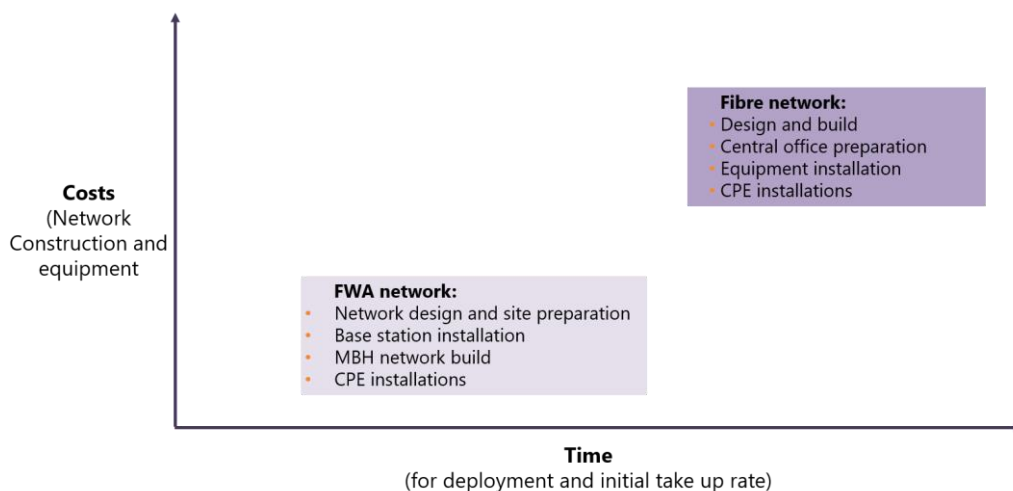 Fibre network:
• Design and build
• Central office preparation
• Equipment installation
• CPE installations
Costs
(Network
Construction and
equipment
FWA network:
• Network design and site preparation
• Base station installation
• MBH network build
• CPE installations
Time
(for deployment and initial take up rate)